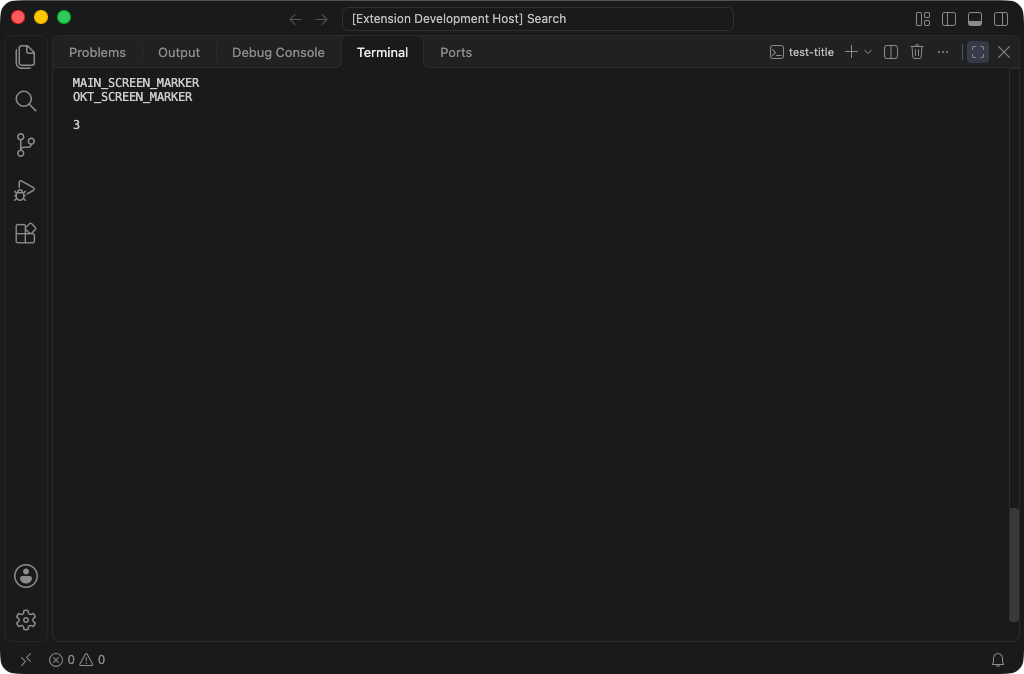 [Extension Development Host] Search
Problems Output Debug Console Terminal Ports test-title
MAIN_SCREEN_MARKER
OKT_SCREEN_MARKER
3
0 0